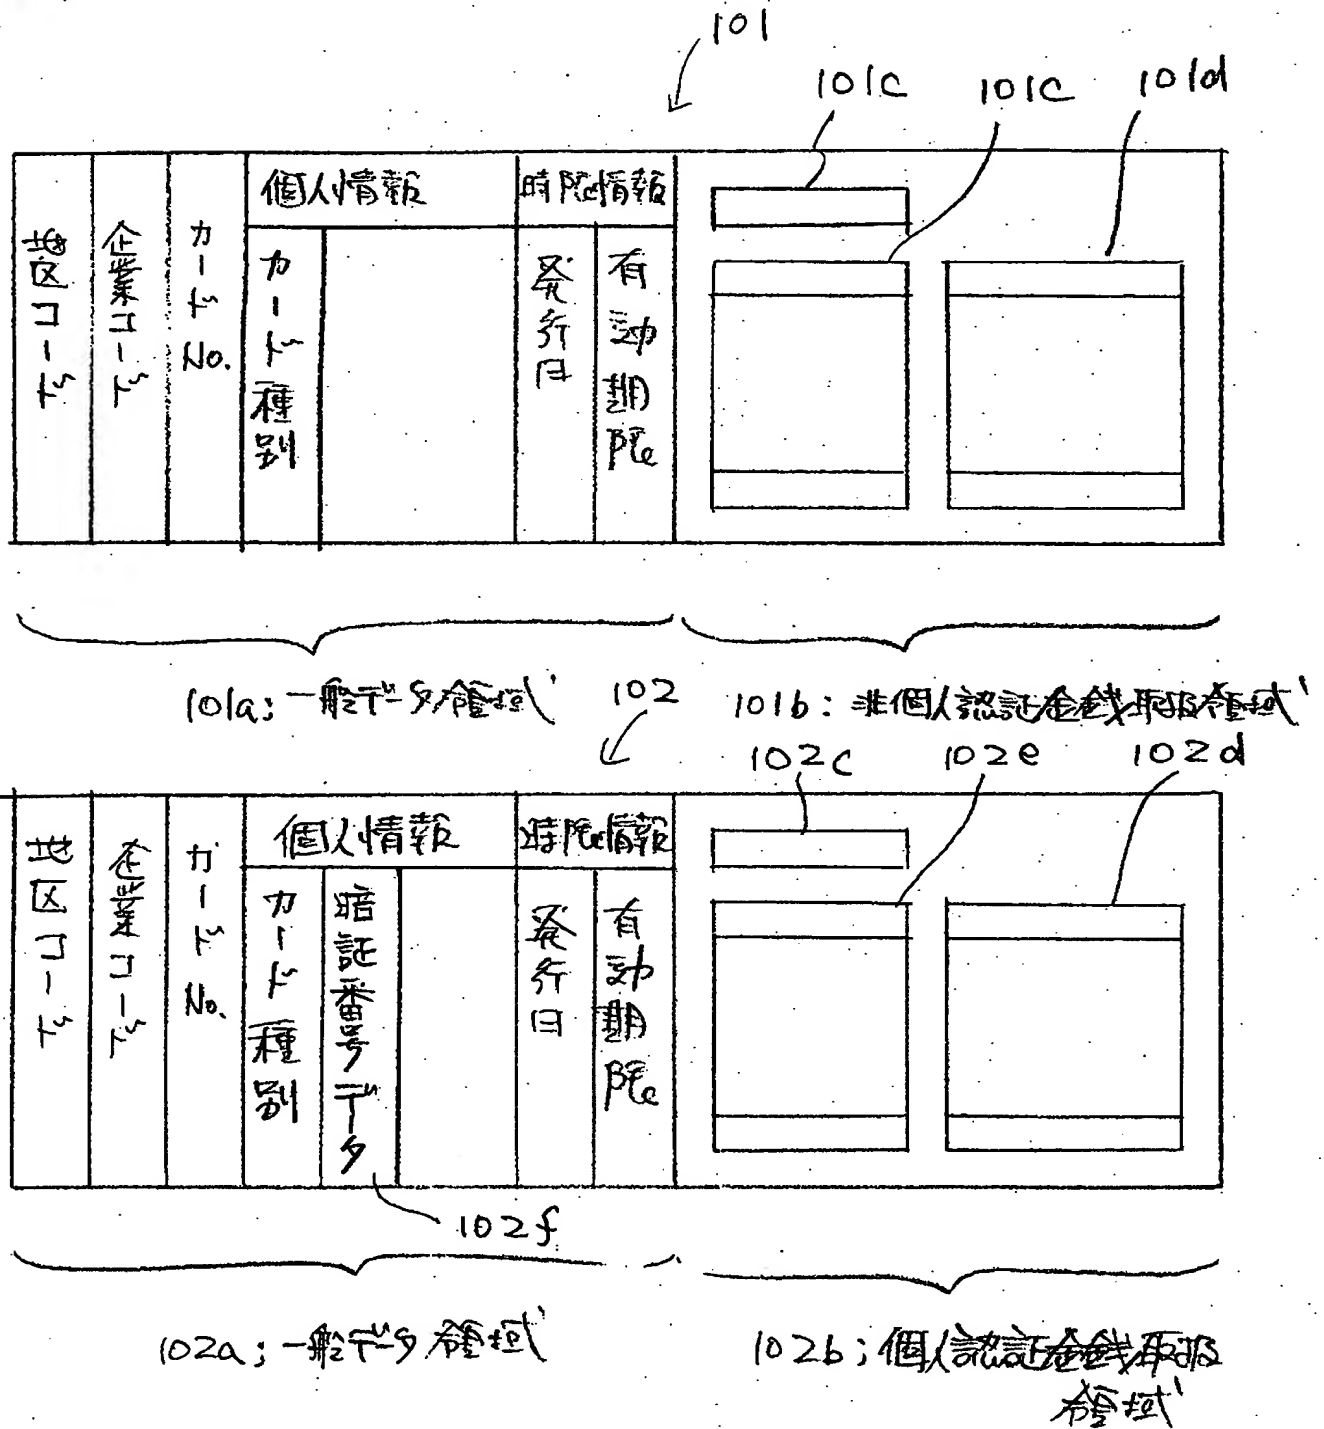 101
101c
101c
101d
地区コード
企業コード
カードNo.
個人情報
カード種別
時限情報
発行日
有効期限
101a;一般データ領域
101b:非個人認証金銭取扱領域
102
102c
102e
102d
地区コード
企業コード
カードNo.
個人情報
カード種別
暗証番号データ
時限情報
発行日
有効期限
102f
102a;一般データ領域
102b;個人認証金銭取扱
領域